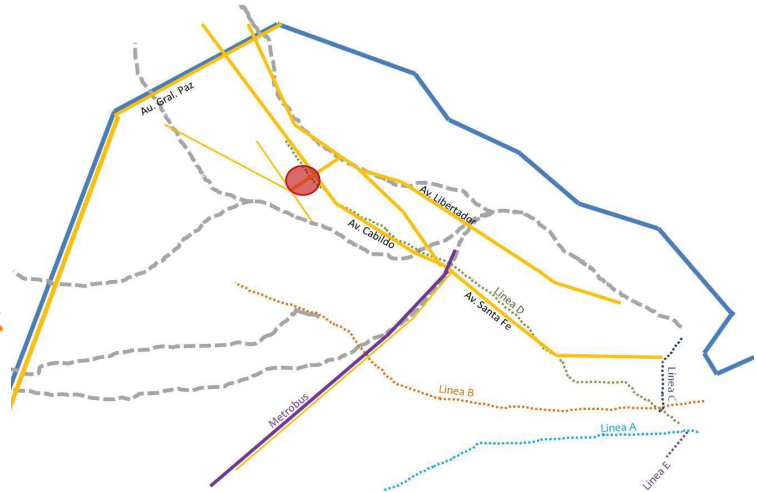 Au. Gral. Paz
Av. Libertador
Av. Cabildo
Linea D
Av. Santa Fe
Linea C
Linea B
Metrobus
Linea A
Linea E